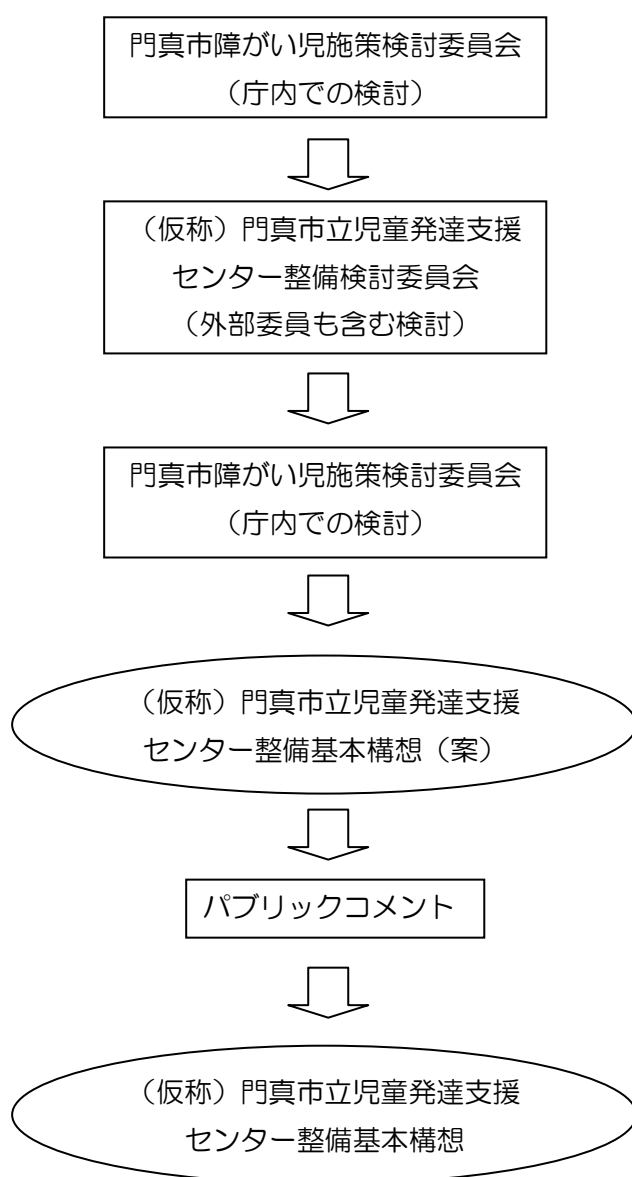 門真市障がい児施策検討委員会
（庁内での検討）
（仮称）門真市立児童発達支援
センター整備検討委員会
（外部委員も含む検討）
門真市障がい児施策検討委員会
（庁内での検討）
（仮称）門真市立児童発達支援
センター整備基本構想（案）
パブリックコメント
（仮称）門真市立児童発達支援
センター整備基本構想